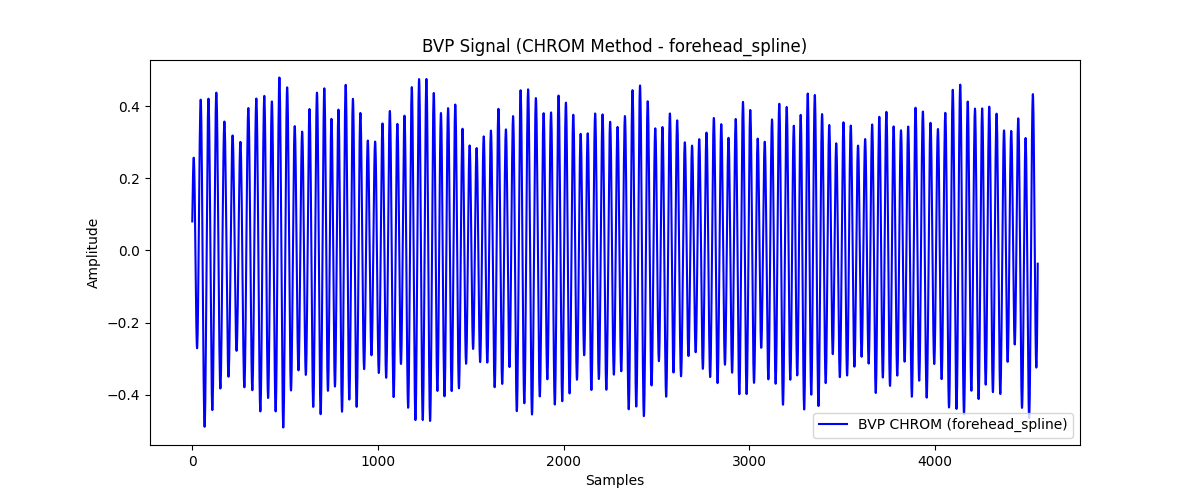 BVP Signal (CHROM Method - forehead_spline)
Amplitude
0.4
0.2
0.0
−0.2
−0.4
0 1000 2000 3000 4000
Samples
BVP CHROM (forehead_spline)